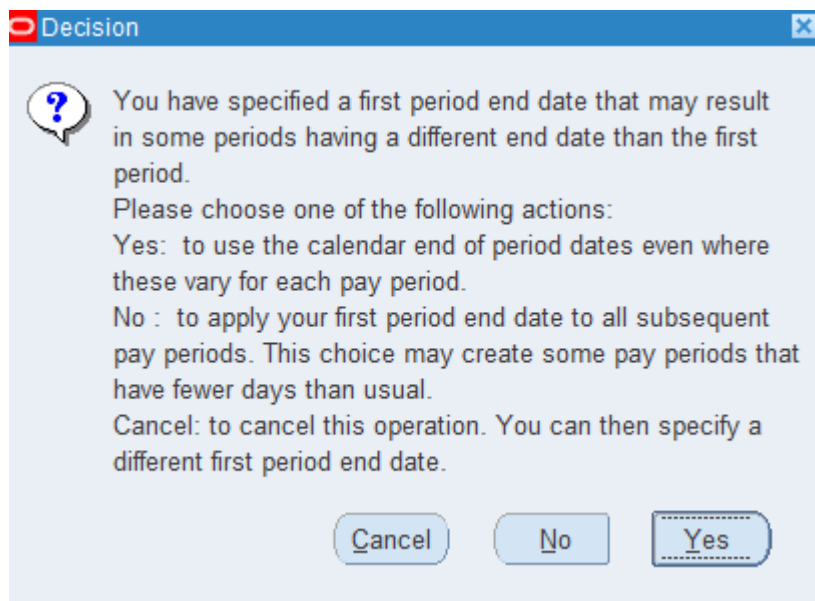 Decision
You have specified a first period end date that may result
in some periods having a different end date than the first
period.
Please choose one of the following actions:
Yes:  to use the calendar end of period dates even where
these vary for each pay period.
No :  to apply your first period end date to all subsequent
pay periods. This choice may create some pay periods that
have fewer days than usual.
Cancel: to cancel this operation. You can then specify a
different first period end date.
Cancel No Yes